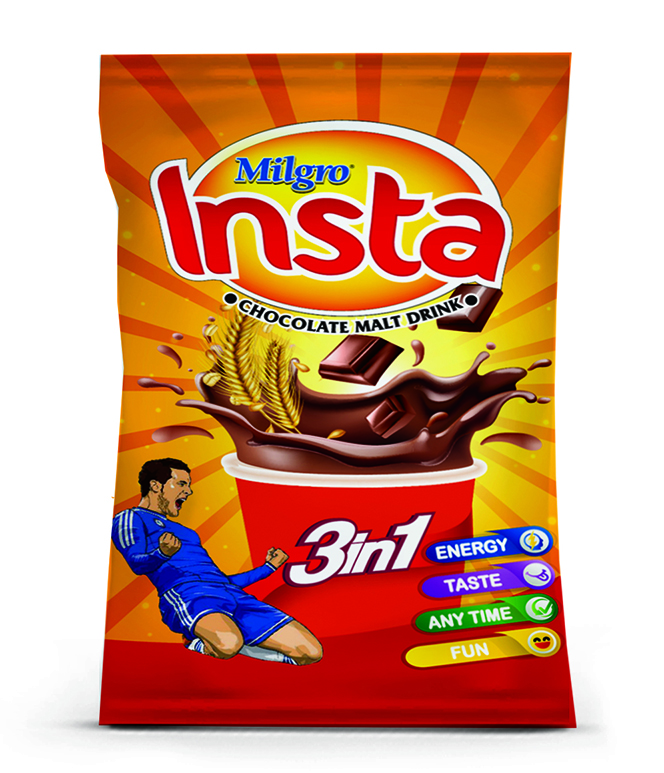 Milgro®
Insta
• CHOCOLATE MALT DRINK •
3in1
ENERGY
TASTE
ANY TIME
FUN